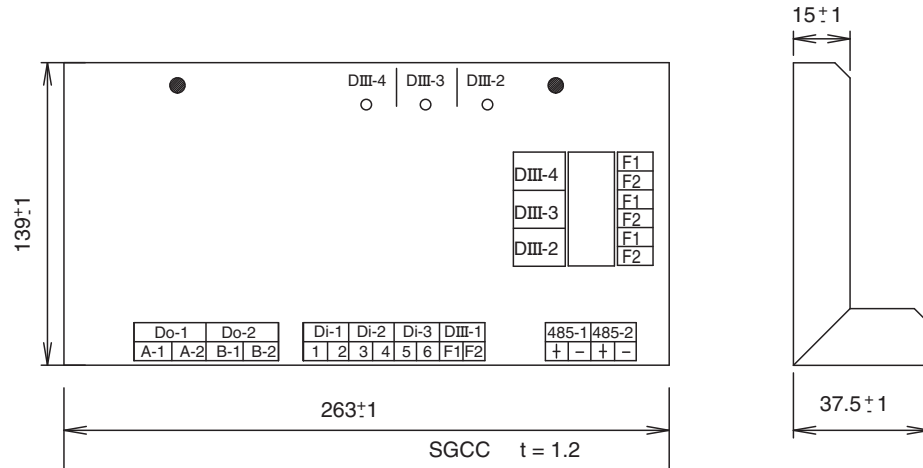 15±1
DIII-4 DIII-3 DIII-2
139±1
DIII-4 F1
F2
DIII-3 F1
F2
DIII-2 F1
F2
Do-1 Do-2 Di-1 Di-2 Di-3 DIII-1 485-1 485-2
A-1 A-2 B-1 B-2 1 2 3 4 5 6 F1 F2 + − + −
263±1 37.5±1
SGCC t = 1.2